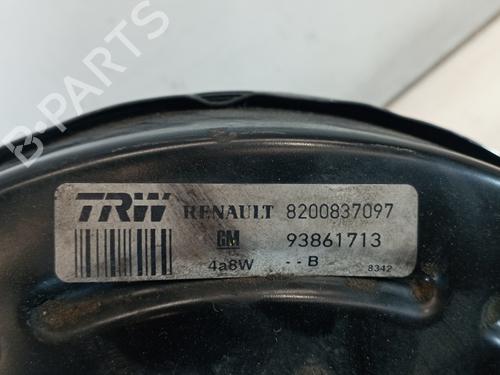 B-PARTS
TRW RENAULT 8200837097
GM 93861713
4a8W --B 8342